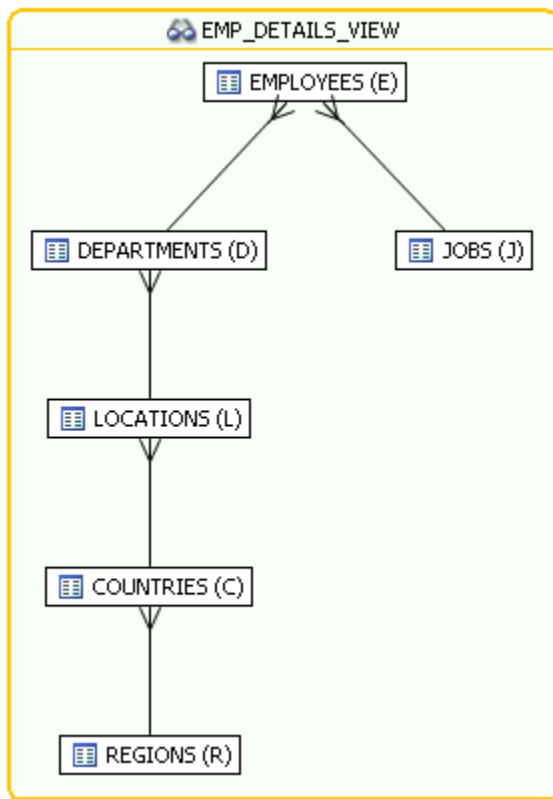 EMP_DETAILS_VIEW
EMPLOYEES (E)
DEPARTMENTS (D)
JOBS (J)
LOCATIONS (L)
COUNTRIES (C)
REGIONS (R)